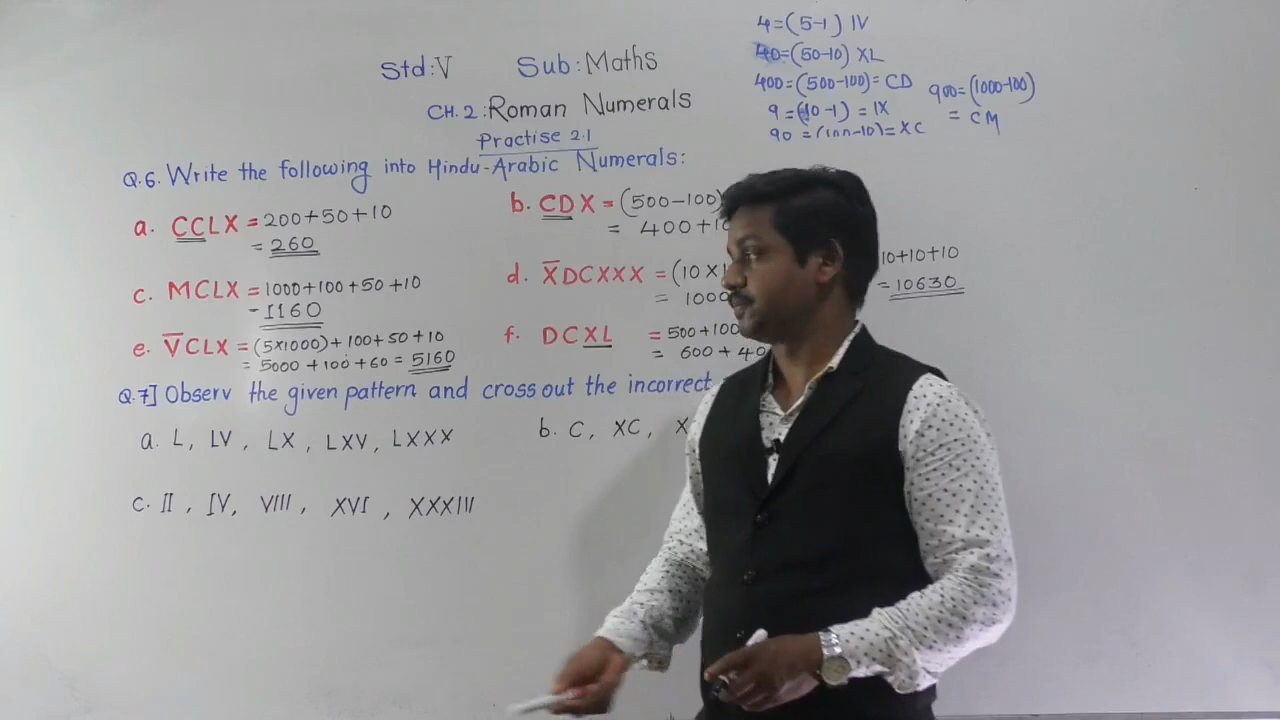 Std:V Sub: Maths
CH.2: Roman Numerals
Practise 2.1
4=(5-1) IV
40=(50-10) XL
400=(500-100)= CD
9=(10-1) = IX
90 =(100-10)= XC
900=(1000-100)
= CM
Q.6. Write the following into Hindu-Arabic Numerals:
a. CCLX = 200+50+10
= 260
b. CDX = (500-100)
= 400+10
c. MCLX = 1000+100+50+10
- 1160
d. X̅DCXXX = (10×1
= 1000
10+10+10
= 10630
e. V̅CLX = (5×1000)+100+50+10
= 5000+100+60 = 5160
f. DCXL = 500+100
= 600+40
Q.7] Observ the given pattern and cross out the incorrect
a. L, LV, LX, LXV, LXXX
b. C, XC, X
c. II, IV, VIII, XVI, XXXIII